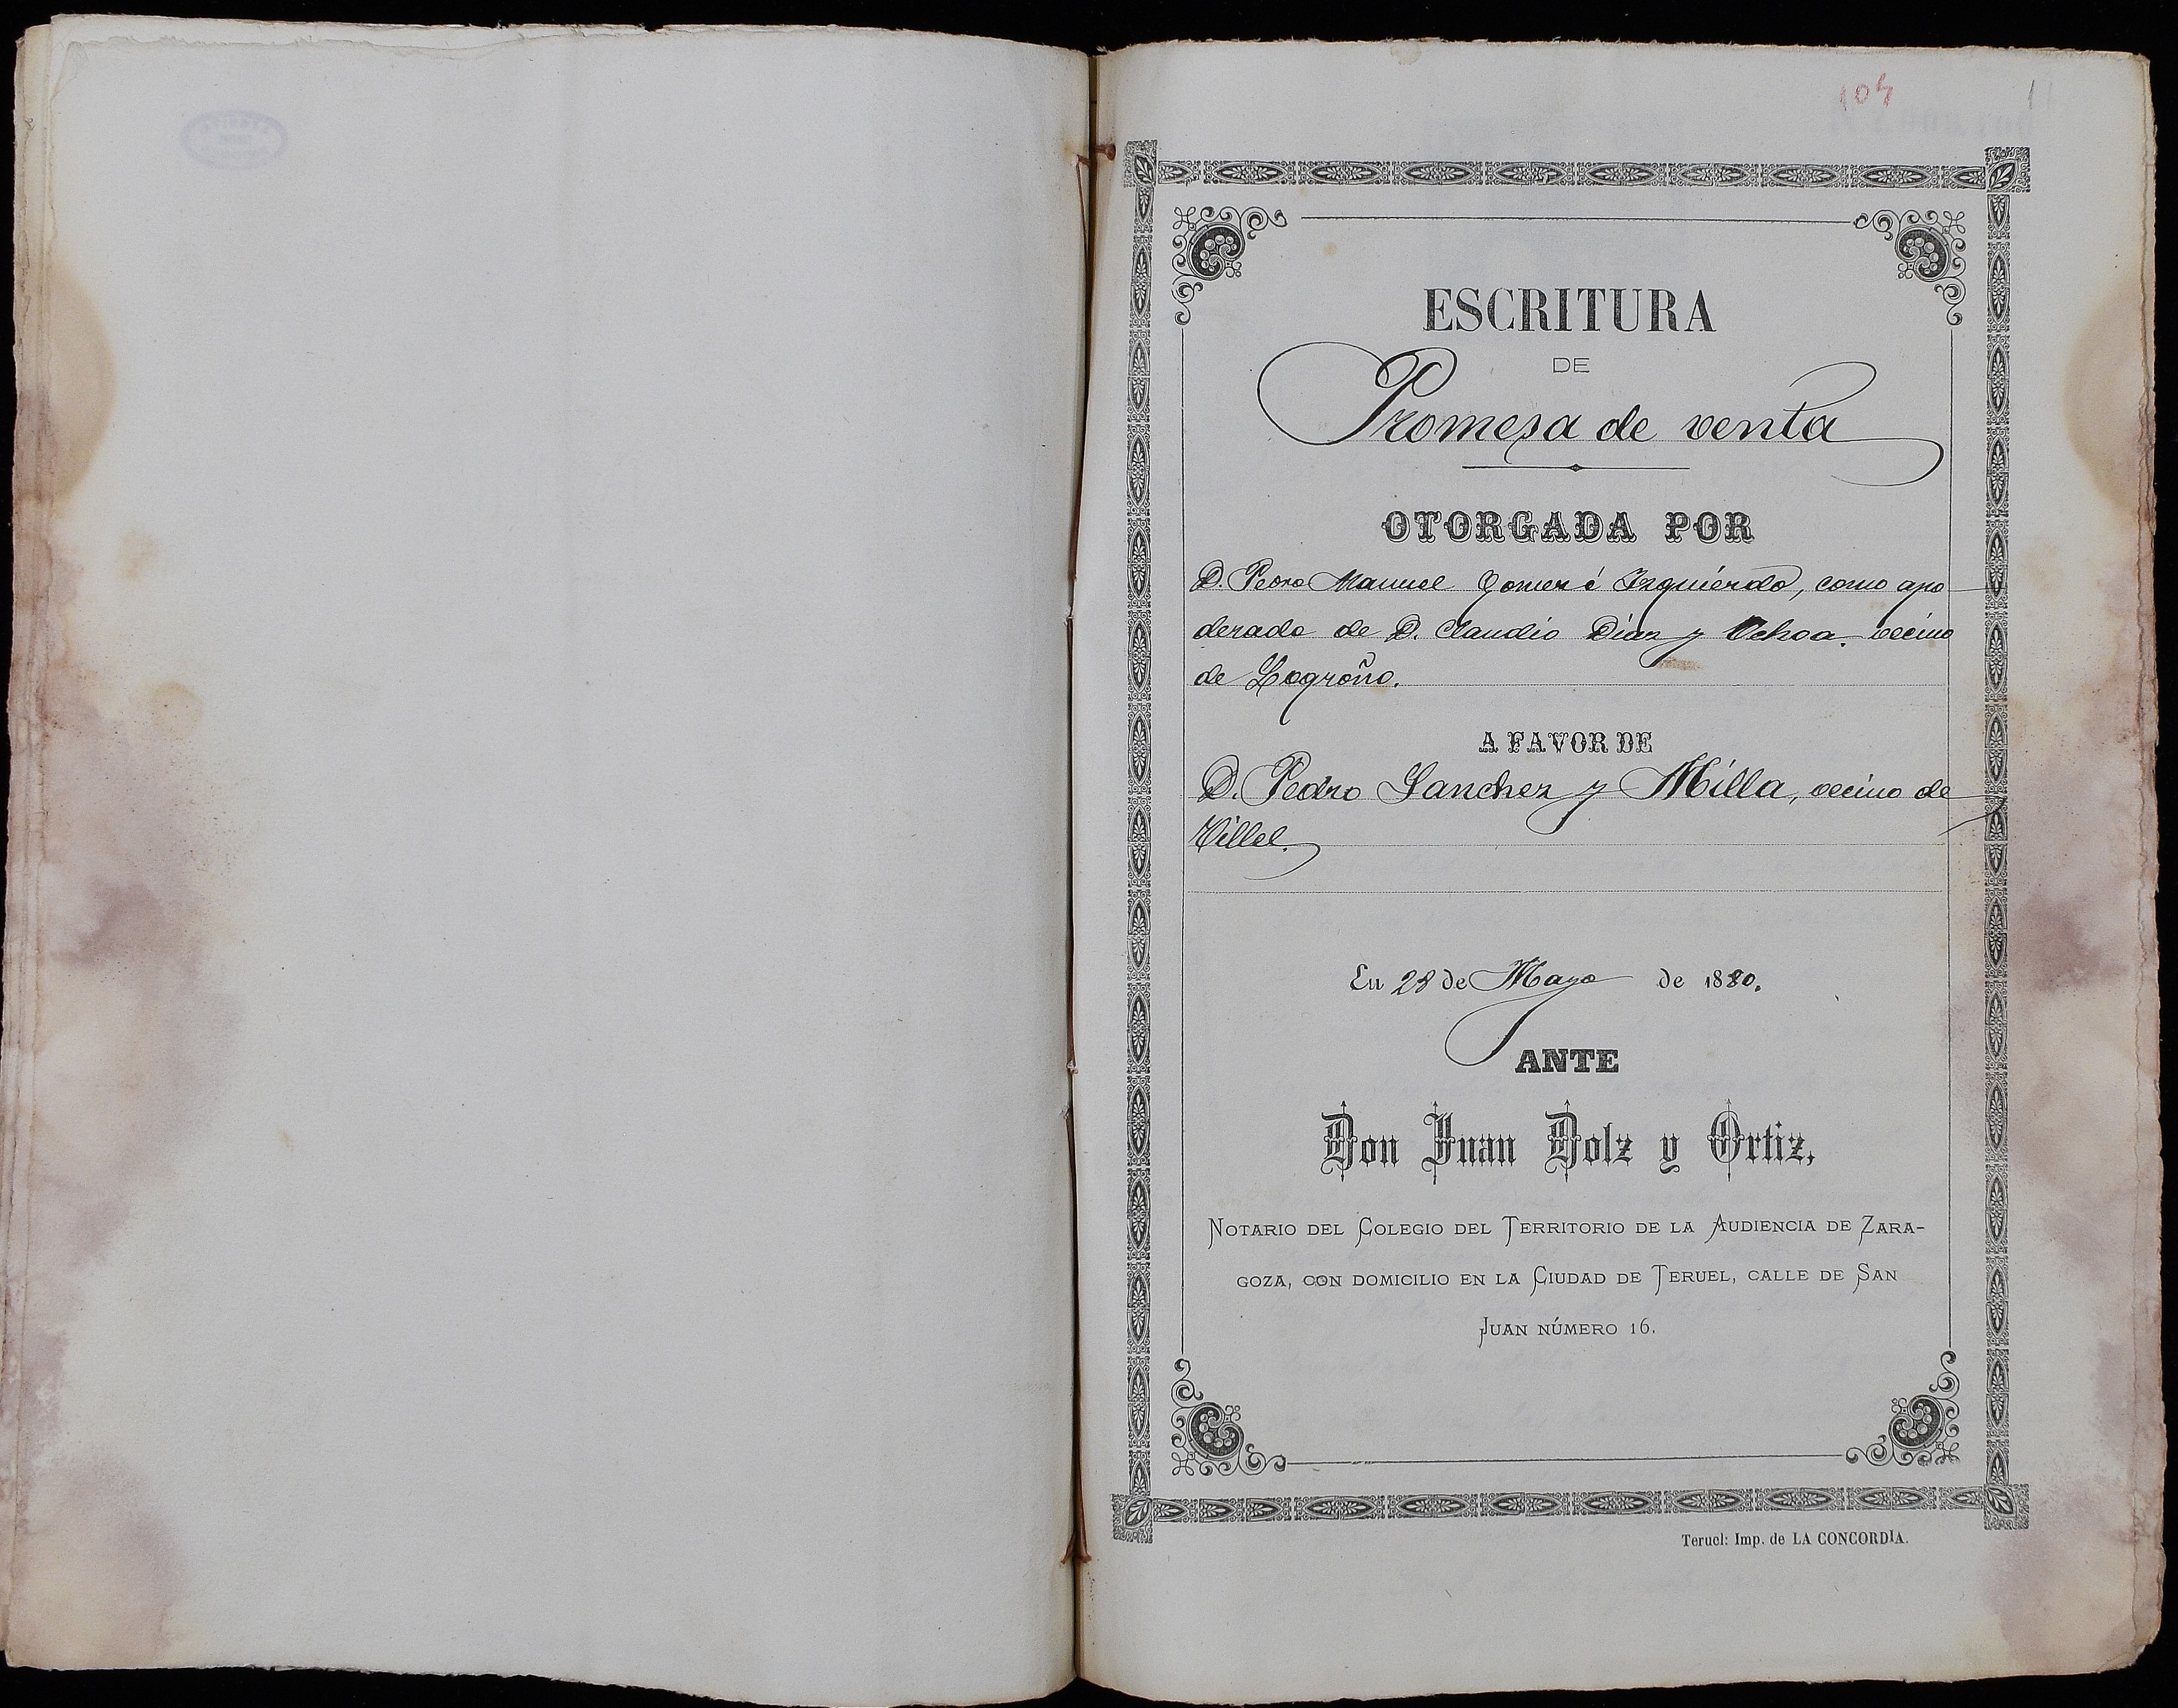 104
ESCRITURA
DE
Promesa de venta
OTORGADA POR
D. Pedro Manuel Gomez é Izquierdo, como apo
derado de D. Claudio Diaz y Ochoa, vecino
de Logroño.
A FAVOR DE
D. Pedro Sanchez y Milla, vecino de
Villel.
En 28 de Mayo de 1880.
ANTE
Don Juan Dolz y Ortiz,
NOTARIO DEL COLEGIO DEL TERRITORIO DE LA AUDIENCIA DE ZARA-
GOZA, CON DOMICILIO EN LA CIUDAD DE TERUEL, CALLE DE SAN
JUAN NÚMERO 16.
Teruel: Imp. de LA CONCORDIA.